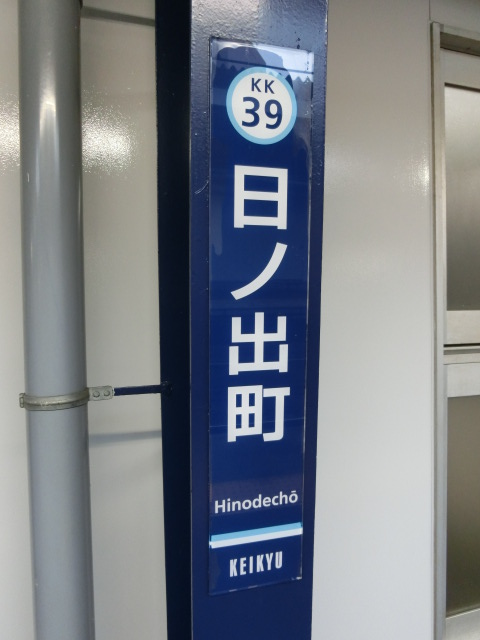 KK
39
日ノ出町
Hinodechō
KEIKYU